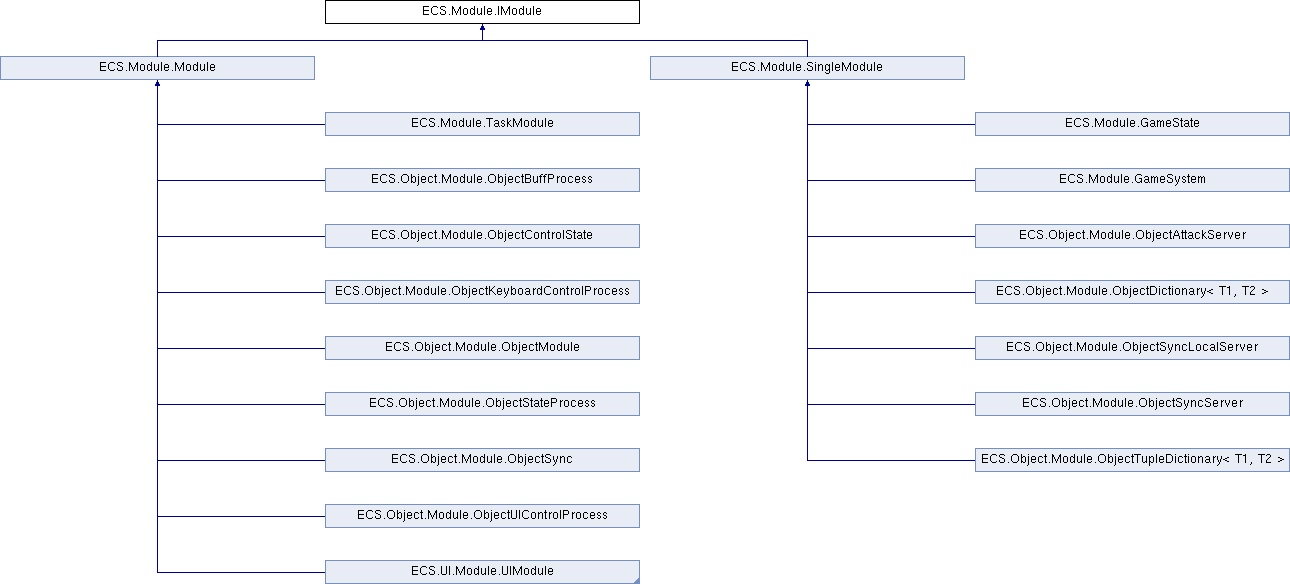 ECS.Module.IModule
ECS.Module.Module
ECS.Module.SingleModule
ECS.Module.TaskModule
ECS.Module.GameState
ECS.Object.Module.ObjectBuffProcess
ECS.Module.GameSystem
ECS.Object.Module.ObjectControlState
ECS.Object.Module.ObjectAttackServer
ECS.Object.Module.ObjectKeyboardControlProcess
ECS.Object.Module.ObjectDictionary< T1, T2 >
ECS.Object.Module.ObjectModule
ECS.Object.Module.ObjectSyncLocalServer
ECS.Object.Module.ObjectStateProcess
ECS.Object.Module.ObjectSyncServer
ECS.Object.Module.ObjectSync
ECS.Object.Module.ObjectTupleDictionary< T1, T2 >
ECS.Object.Module.ObjectUIControlProcess
ECS.UI.Module.UIModule